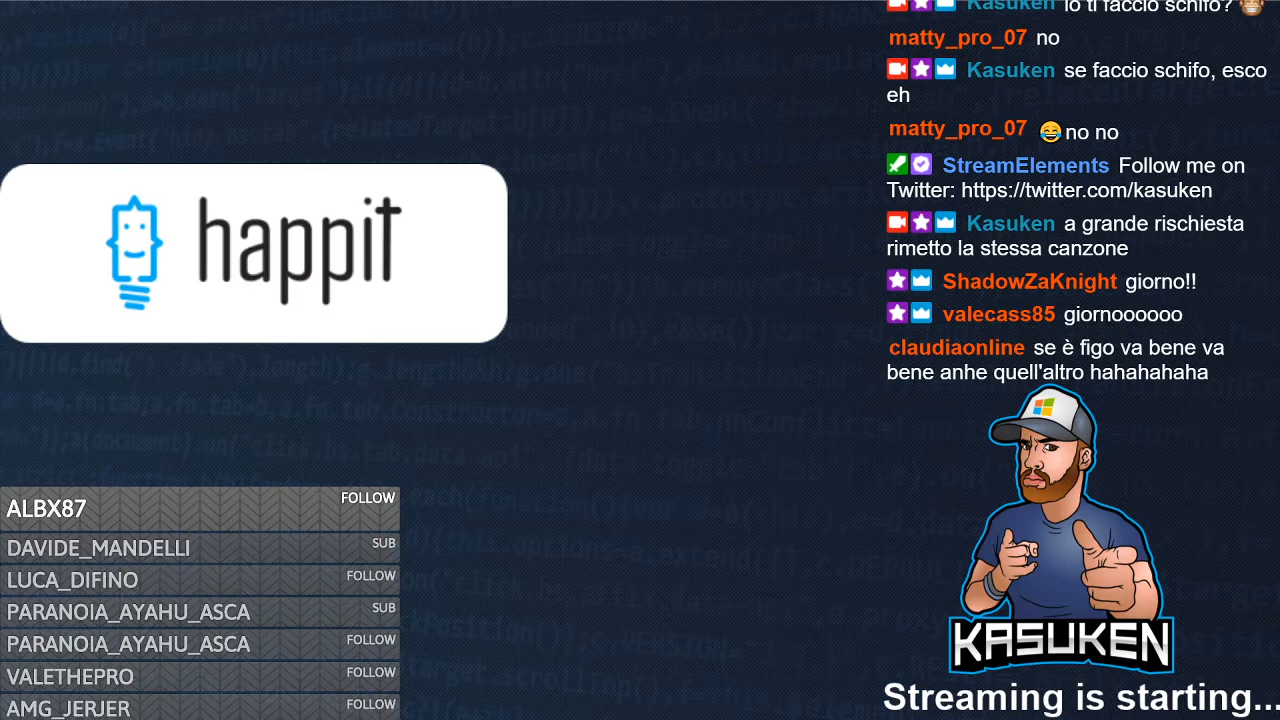 Kasuken Io ti faccio schifo?
matty_pro_07 no
Kasuken se faccio schifo, esco
eh
matty_pro_07 😂no no
StreamElements Follow me on
Twitter: https://twitter.com/kasuken
Kasuken a grande rischiesta
rimetto la stessa canzone
ShadowZaKnight giorno!!
valecass85 giornoooooo
claudiaonline se è figo va bene va
bene anhe quell'altro hahahahaha
happit
ALBX87 FOLLOW
DAVIDE_MANDELLI SUB
LUCA_DIFINO FOLLOW
PARANOIA_AYAHU_ASCA SUB
PARANOIA_AYAHU_ASCA FOLLOW
VALETHEPRO FOLLOW
AMG_JERJER FOLLOW
KASUKEN
Streaming is starting...